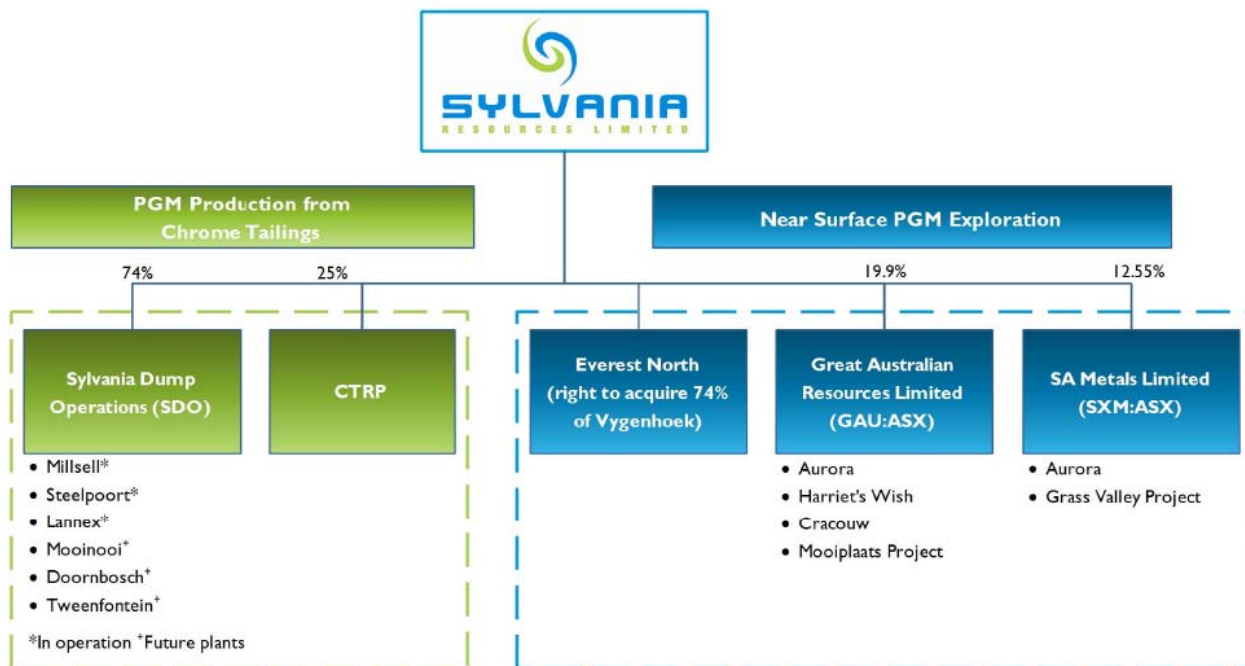 SYLVANIA
RESOURCES LIMITED
PGM Production from
Chrome Tailings
Near Surface PGM Exploration
74%
25%
19.9%
12.55%
Sylvania Dump
Operations (SDO)
CTRP
Everest North
(right to acquire 74%
of Vygenhoek)
Great Australian
Resources Limited
(GAU:ASX)
SA Metals Limited
(SXM:ASX)
• Millsell*
• Steelpoort*
• Lannex*
• Mooinooi⁺
• Doornbosch⁺
• Tweenfontein⁺
*In operation ⁺Future plants
• Aurora
• Harriet's Wish
• Cracouw
• Mooiplaats Project
• Aurora
• Grass Valley Project